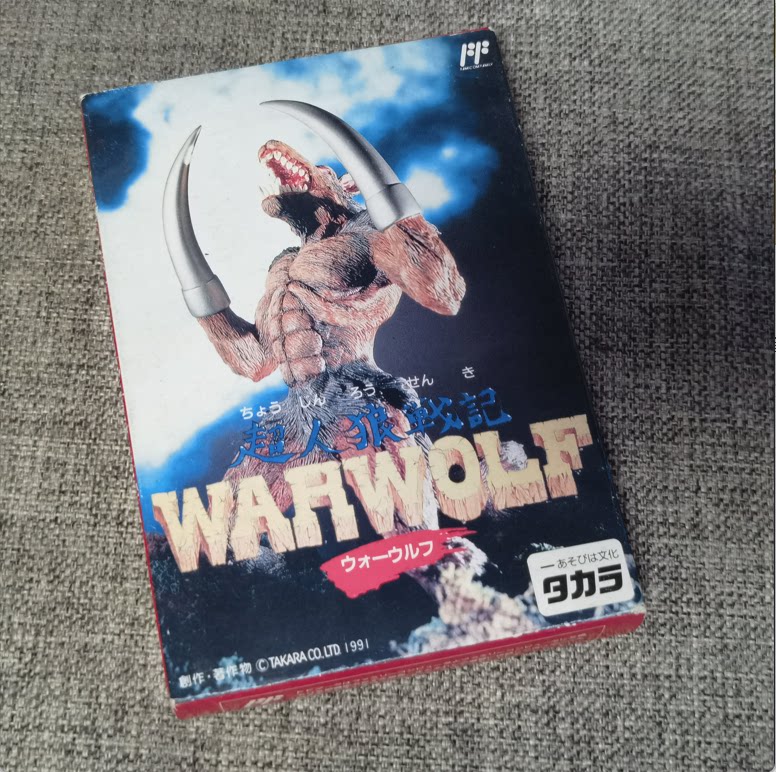 FAMICOM FAMILY
ちょう じん ろう せん き
超人狼戦記
WARWOLF
ウォーウルフ
ーあそびは文化
タカラ
創作・著作物 © TAKARA CO.,LTD. 1991